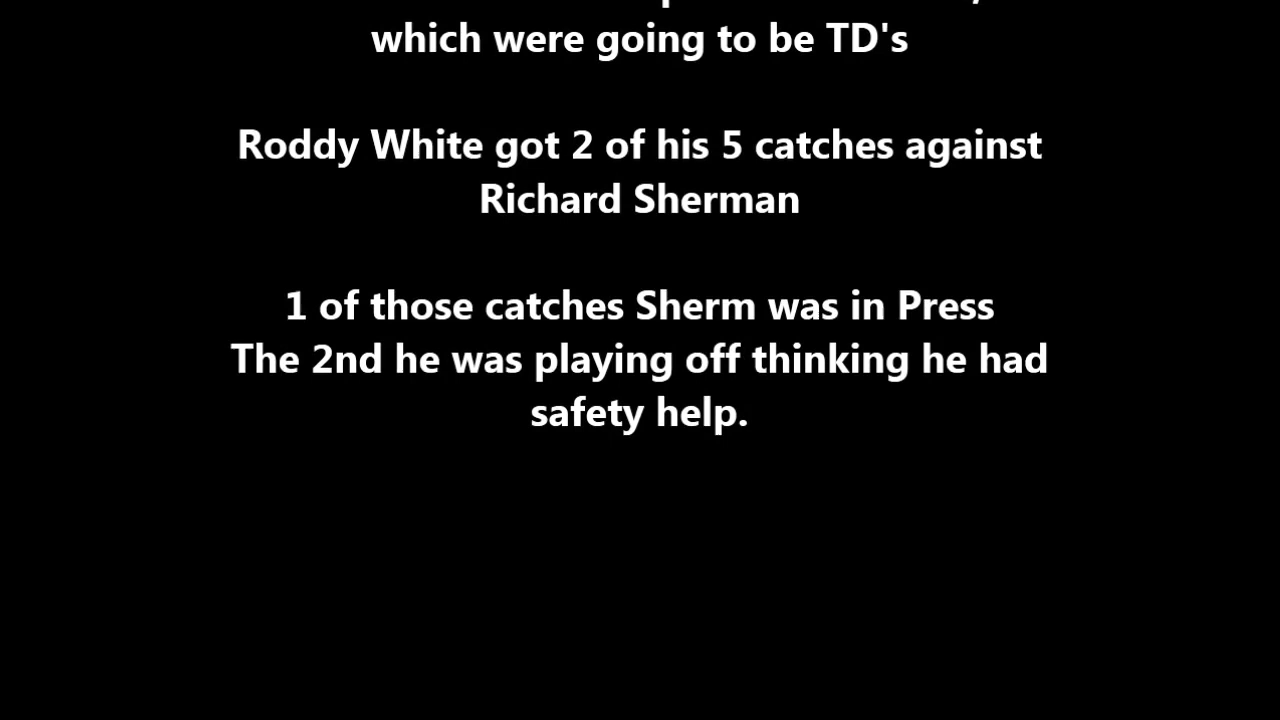 which were going to be TD's
Roddy White got 2 of his 5 catches against
Richard Sherman
1 of those catches Sherm was in Press
The 2nd he was playing off thinking he had
safety help.